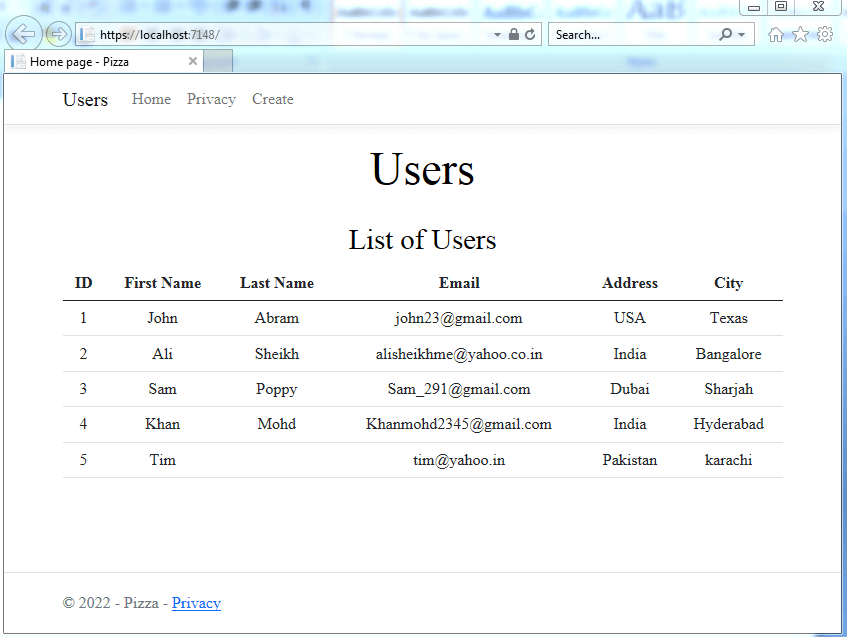 https://localhost:7148/
Search...
Home page - Pizza
Users Home Privacy Create
Users
List of Users
ID First Name Last Name Email Address City
1 John Abram john23@gmail.com USA Texas
2 Ali Sheikh alisheikhme@yahoo.co.in India Bangalore
3 Sam Poppy Sam_291@gmail.com Dubai Sharjah
4 Khan Mohd Khanmohd2345@gmail.com India Hyderabad
5 Tim tim@yahoo.in Pakistan karachi
© 2022 - Pizza - Privacy